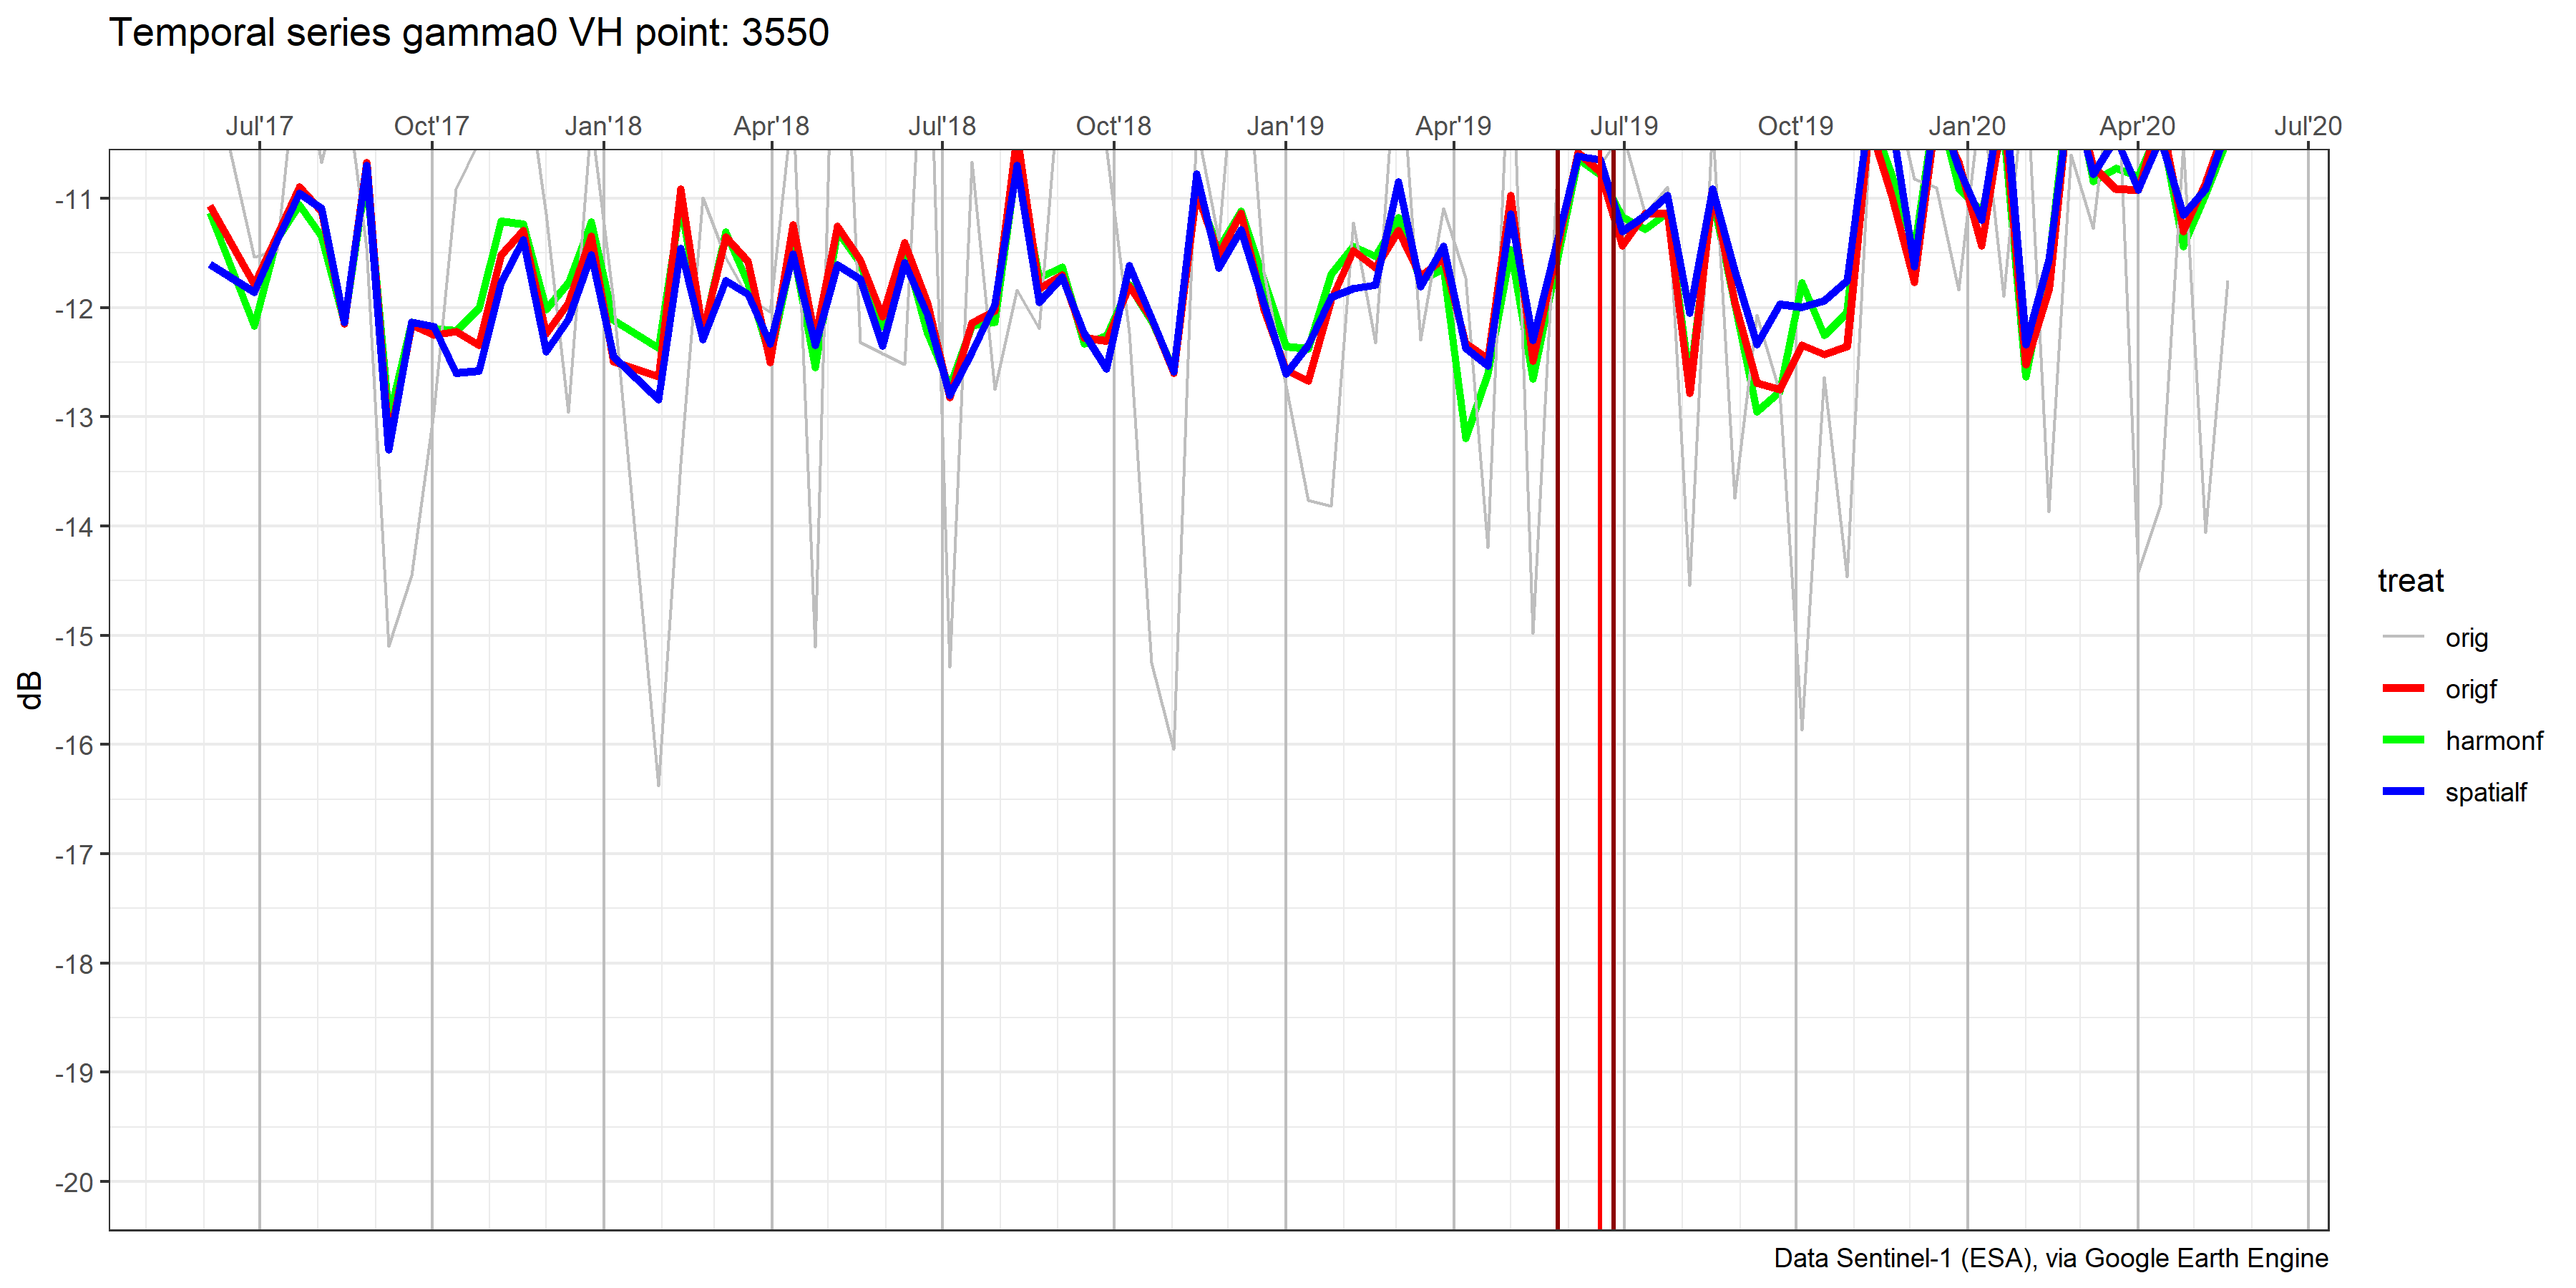 Temporal series gamma0 VH point: 3550
Jul'17 Oct'17 Jan'18 Apr'18 Jul'18 Oct'18 Jan'19 Apr'19 Jul'19 Oct'19 Jan'20 Apr'20 Jul'20
-11
-12
-13
-14
-15
-16
-17
-18
-19
-20
dB
treat
orig
origf
harmonf
spatialf
Data Sentinel-1 (ESA), via Google Earth Engine